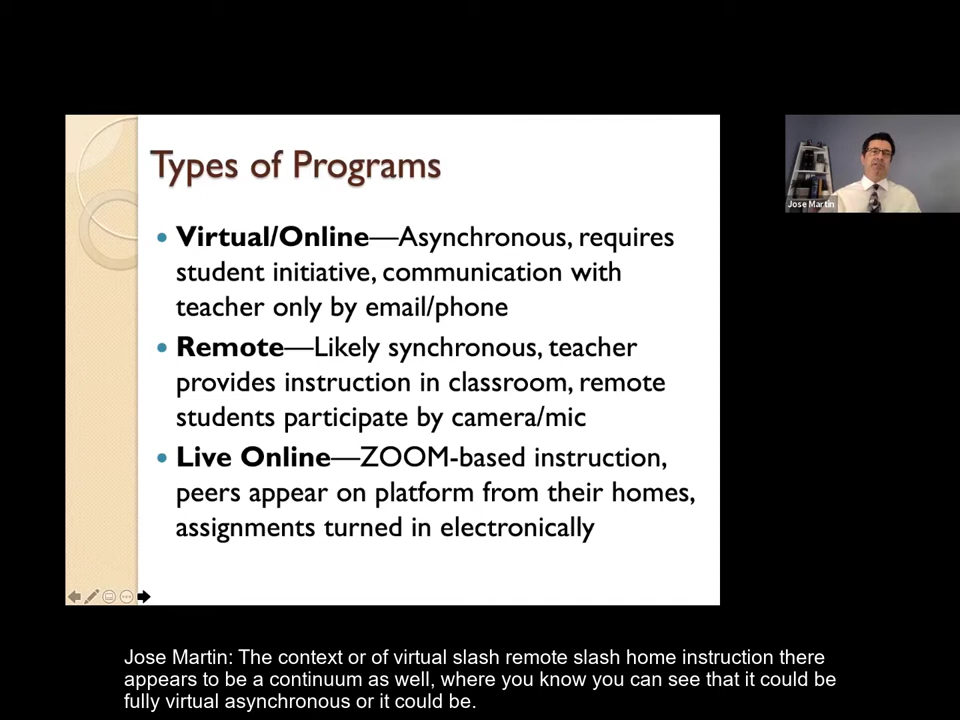 Types of Programs
• Virtual/Online—Asynchronous, requires
student initiative, communication with
teacher only by email/phone
• Remote—Likely synchronous, teacher
provides instruction in classroom, remote
students participate by camera/mic
• Live Online—ZOOM-based instruction,
peers appear on platform from their homes,
assignments turned in electronically
Jose Martin
Jose Martin: The context or of virtual slash remote slash home instruction there
appears to be a continuum as well, where you know you can see that it could be
fully virtual asynchronous or it could be.